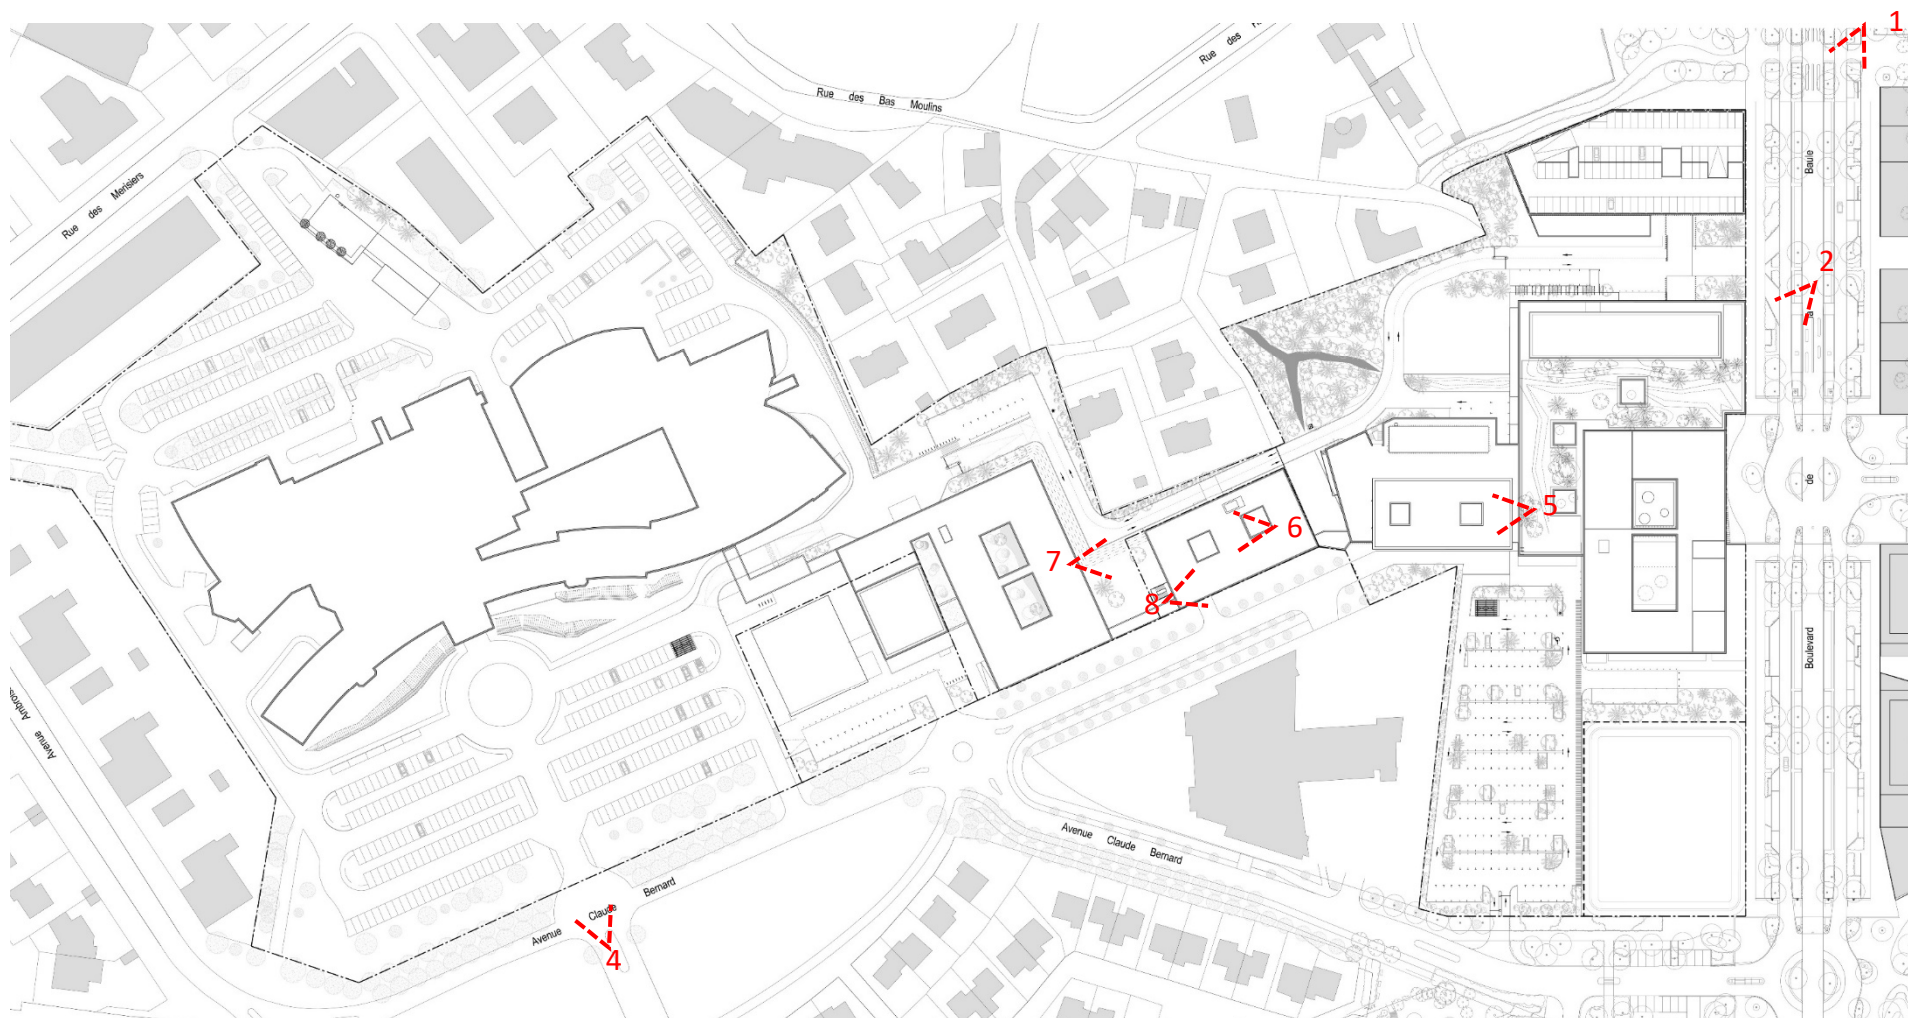 1
Rue des
Rue des Bas Moulins
Baule
Rue des Merisiers
2
la
5
de
6
7
8
Boulevard
Avenue
Avenue Claude Bernard
Avenue Claude Bernard
4